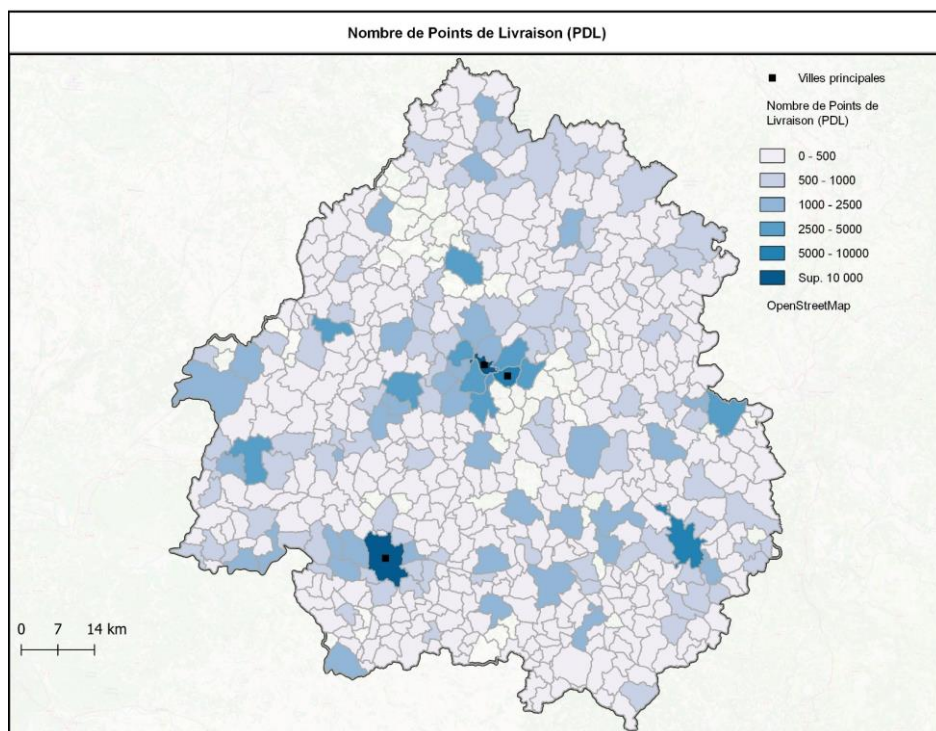 Nombre de Points de Livraison (PDL)
Villes principales
Nombre de Points de
Livraison (PDL)
0 - 500
500 - 1000
1000 - 2500
2500 - 5000
5000 - 10000
Sup. 10 000
OpenStreetMap
0 7 14 km